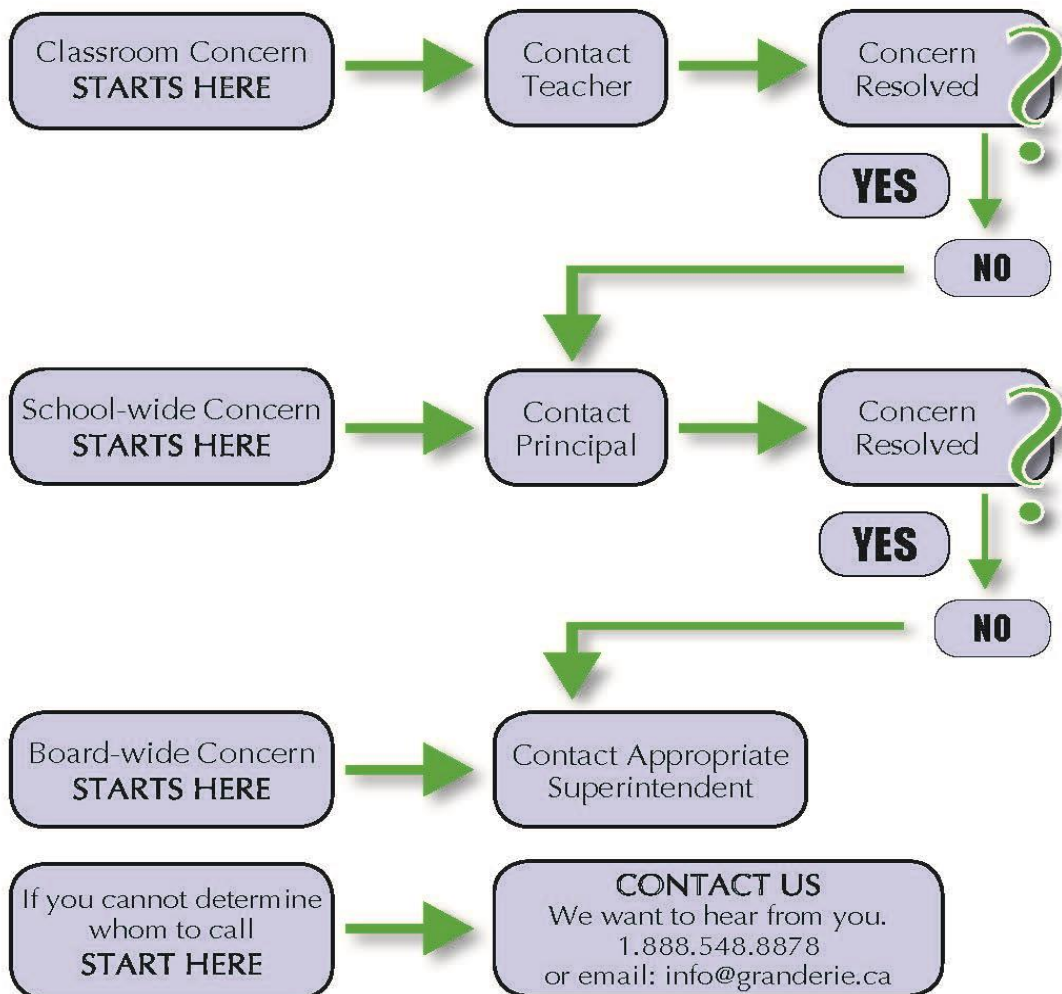 Classroom Concern
STARTS HERE
Contact
Teacher
Concern
Resolved
?
YES
NO
School-wide Concern
STARTS HERE
Contact
Principal
Concern
Resolved
?
YES
NO
Board-wide Concern
STARTS HERE
Contact Appropriate
Superintendent
If you cannot determine
whom to call
START HERE
CONTACT US
We want to hear from you.
1.888.548.8878
or email: info@granderie.ca